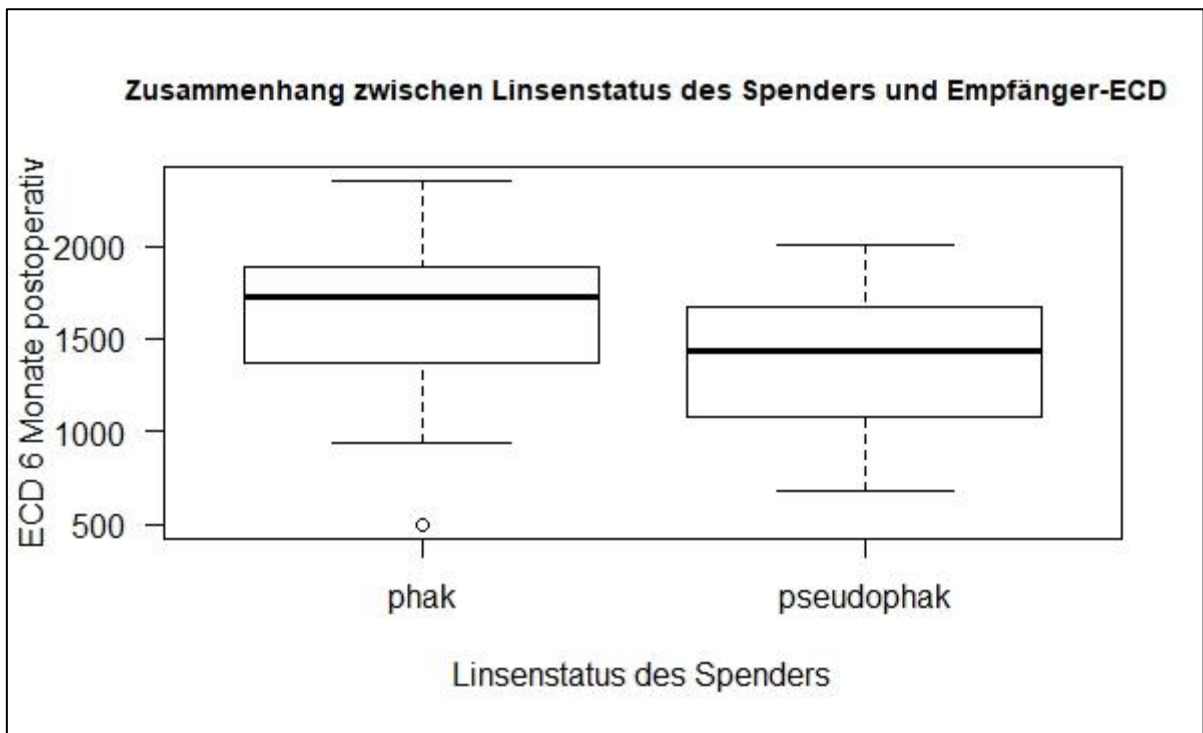 Zusammenhang zwischen Linsenstatus des Spenders und Empfänger-ECD
ECD 6 Monate postoperativ
2000
1500
1000
500
phak
pseudophak
Linsenstatus des Spenders